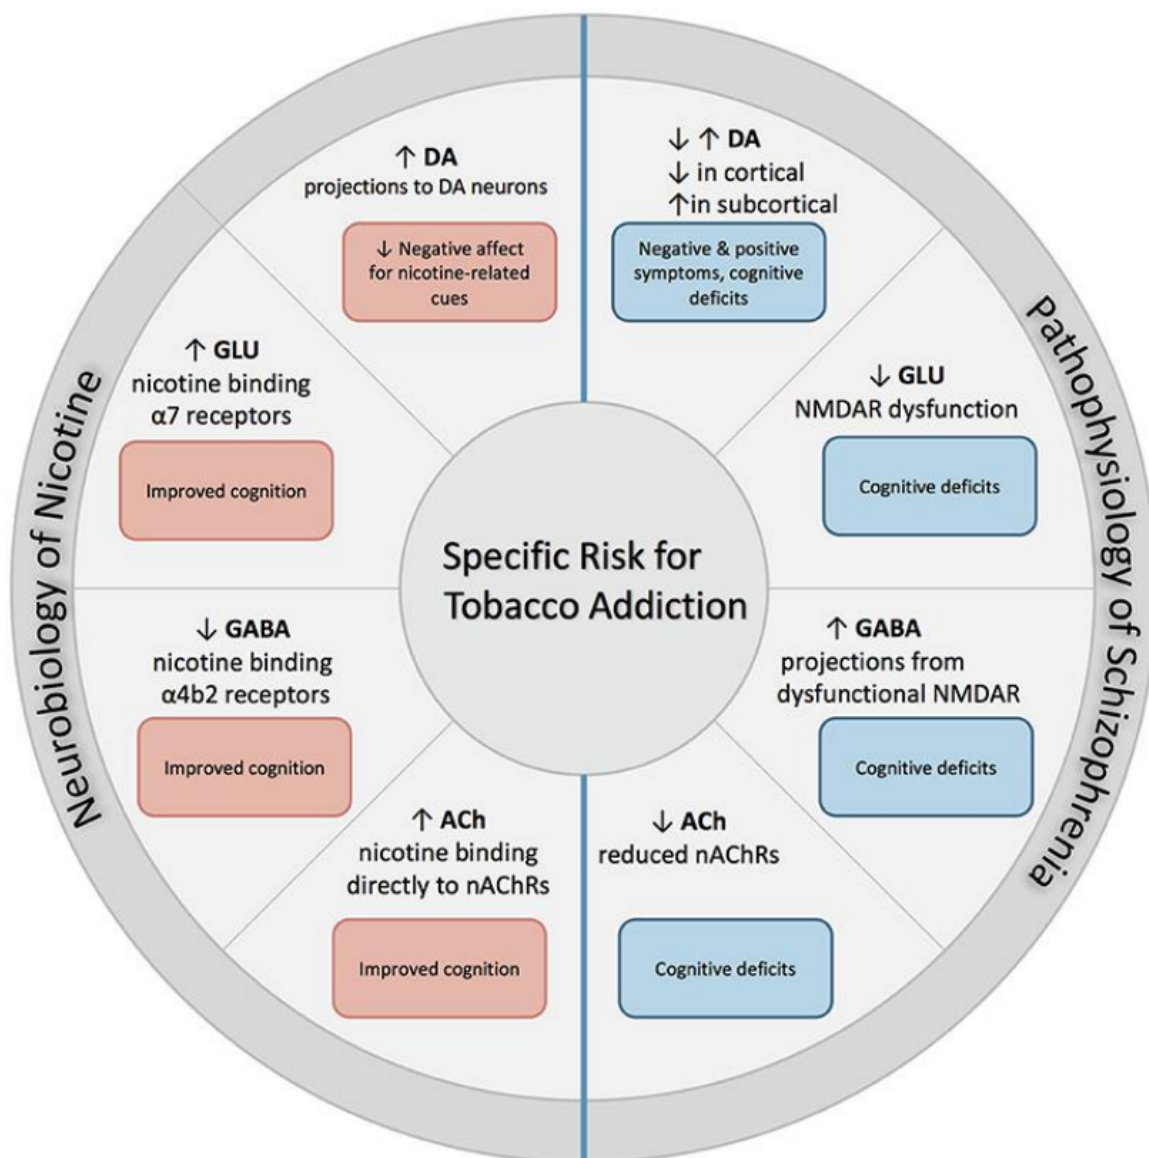 ↑ DA
projections to DA neurons
↓ Negative affect
for nicotine-related
cues
↓ ↑ DA
↓ in cortical
↑in subcortical
Negative & positive
symptoms, cognitive
deficits
↑ GLU
nicotine binding
α7 receptors
Improved cognition
↓ GLU
NMDAR dysfunction
Cognitive deficits
Neurobiology of Nicotine
Specific Risk for
Tobacco Addiction
Pathophysiology of Schizophrenia
↓ GABA
nicotine binding
α4b2 receptors
Improved cognition
↑ GABA
projections from
dysfunctional NMDAR
Cognitive deficits
↑ ACh
nicotine binding
directly to nAChRs
Improved cognition
↓ ACh
reduced nAChRs
Cognitive deficits